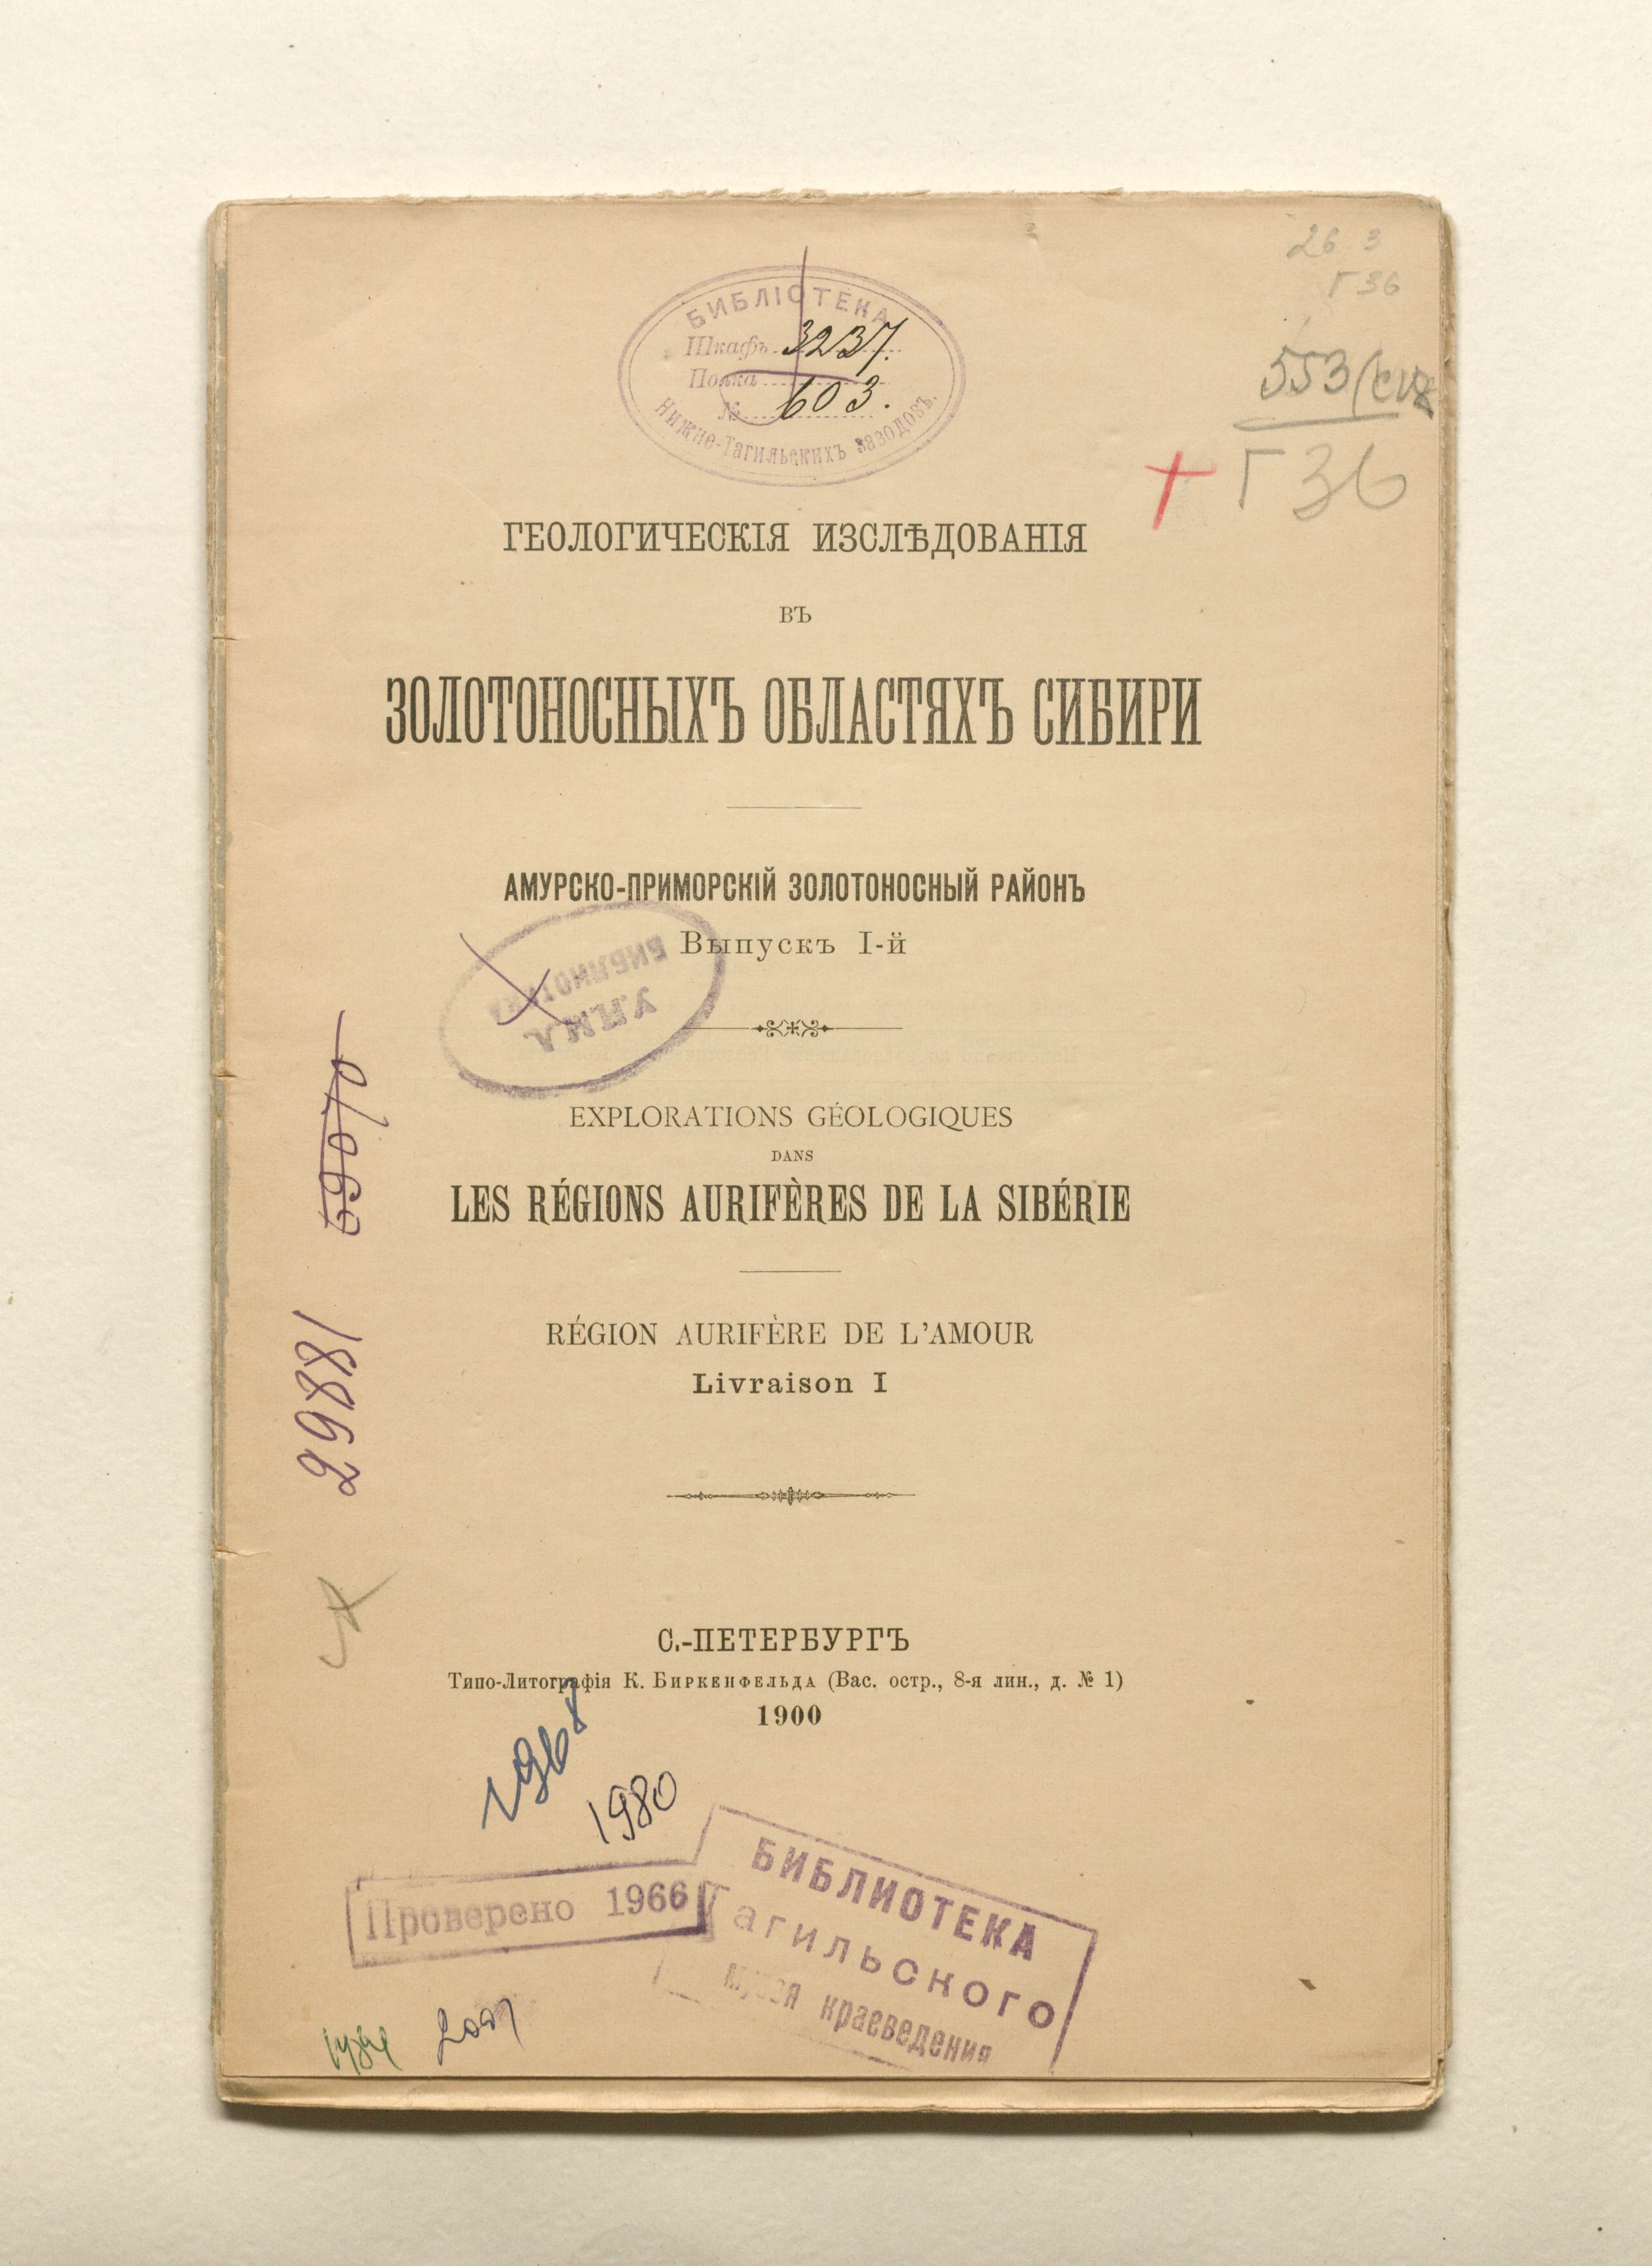 26.3
Г36
БИБЛІОТЕКА
Шкафъ 3237.
Полка
№ 603.
Нижне-Тагильскихъ заводовъ.
553(
Г36
ГЕОЛОГИЧЕСКІЯ ИЗСЛѢДОВАНІЯ
ВЪ
ЗОЛОТОНОСНЫХЪ ОБЛАСТЯХЪ СИБИРИ
АМУРСКО-ПРИМОРСКІЙ ЗОЛОТОНОСНЫЙ РАЙОНЪ
Выпускъ I-й
БИБЛИОТЕКА
EXPLORATIONS GÉOLOGIQUES
DANS
LES RÉGIONS AURIFÈRES DE LA SIBÉRIE
RÉGION AURIFÈRE DE L'AMOUR
Livraison I
59070
29881
С.-ПЕТЕРБУРГЪ
Типо-Литографія К. Биркенфельда (Вас. остр., 8-я лин., д. № 1)
1900
1980
Проверено 1966
БИБЛИОТЕКА
Тагильского
музея краеведения